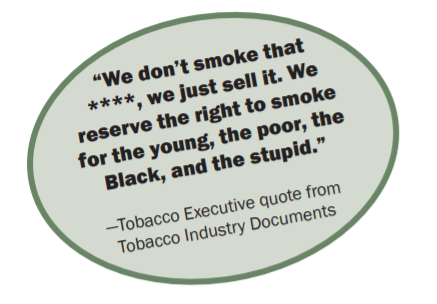 “We don’t smoke that
****, we just sell it. We
reserve the right to smoke
for the young, the poor, the
Black, and the stupid.”
—Tobacco Executive quote from
Tobacco Industry Documents